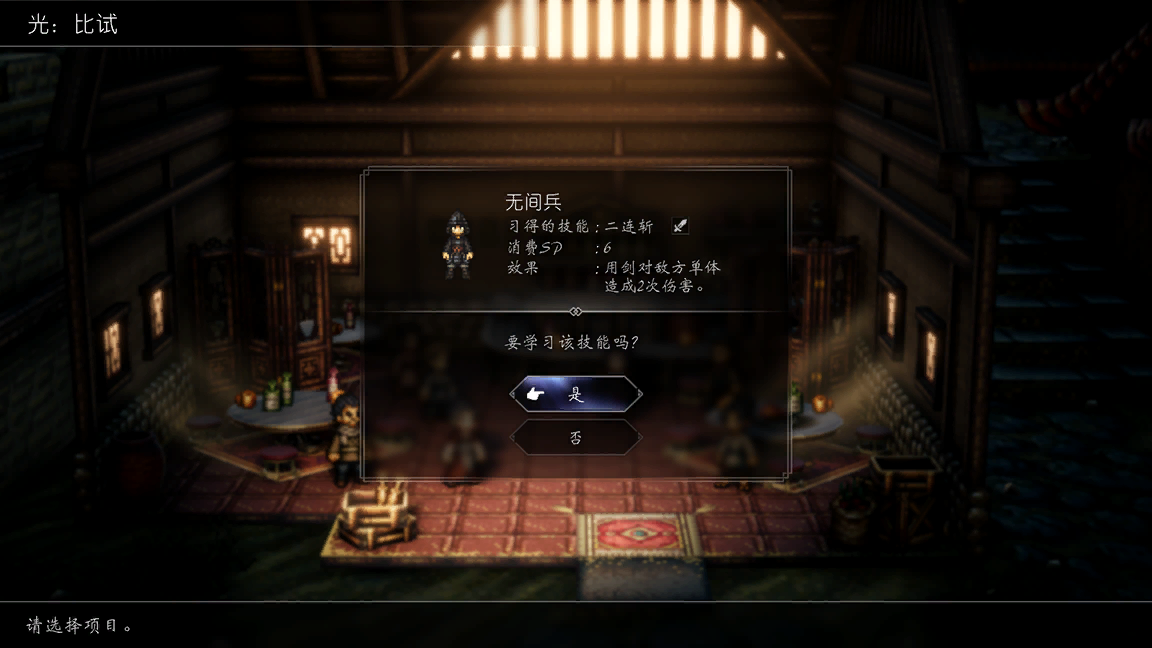 光：比试
无间兵
习得的技能：二连斩
消费SP ：6
效果 ：用剑对敌方单体
造成2次伤害。
要学习该技能吗？
是
否
请选择项目。